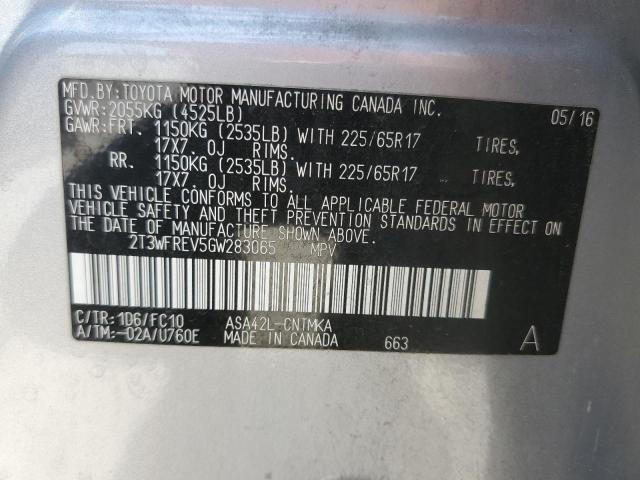 MFD.BY:TOYOTA MOTOR MANUFACTURING CANADA INC.
GVWR:2055KG (4525LB) 05/16
GAWR:FRT. 1150KG (2535LB) WITH 225/65R17 TIRES,
17X7.0J RIMS.
RR. 1150KG (2535LB) WITH 225/65R17 TIRES,
17X7.0J RIMS.
THIS VEHICLE CONFORMS TO ALL APPLICABLE FEDERAL MOTOR
VEHICLE SAFETY AND THEFT PREVENTION STANDARDS IN EFFECT ON
THE DATE OF MANUFACTURE SHOWN ABOVE.
2T3WFREV5GW283065 MPV
C/TR:1D6/FC10 ASA42L-CNTMKA
A/TM:-02A/U760E MADE IN CANADA 663 A